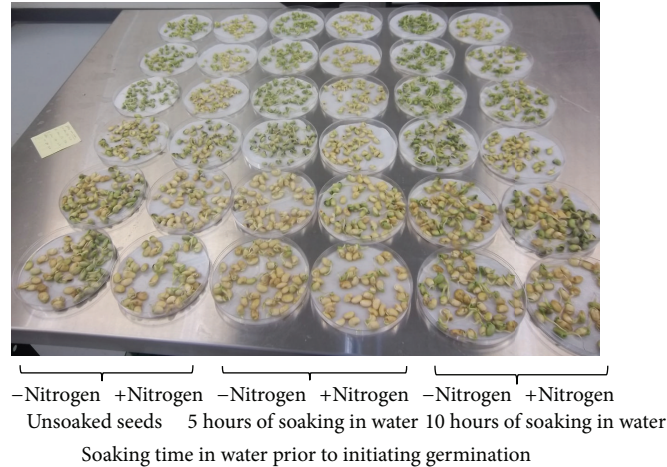 −Nitrogen +Nitrogen −Nitrogen +Nitrogen −Nitrogen +Nitrogen
Unsoaked seeds 5 hours of soaking in water 10 hours of soaking in water
Soaking time in water prior to initiating germination